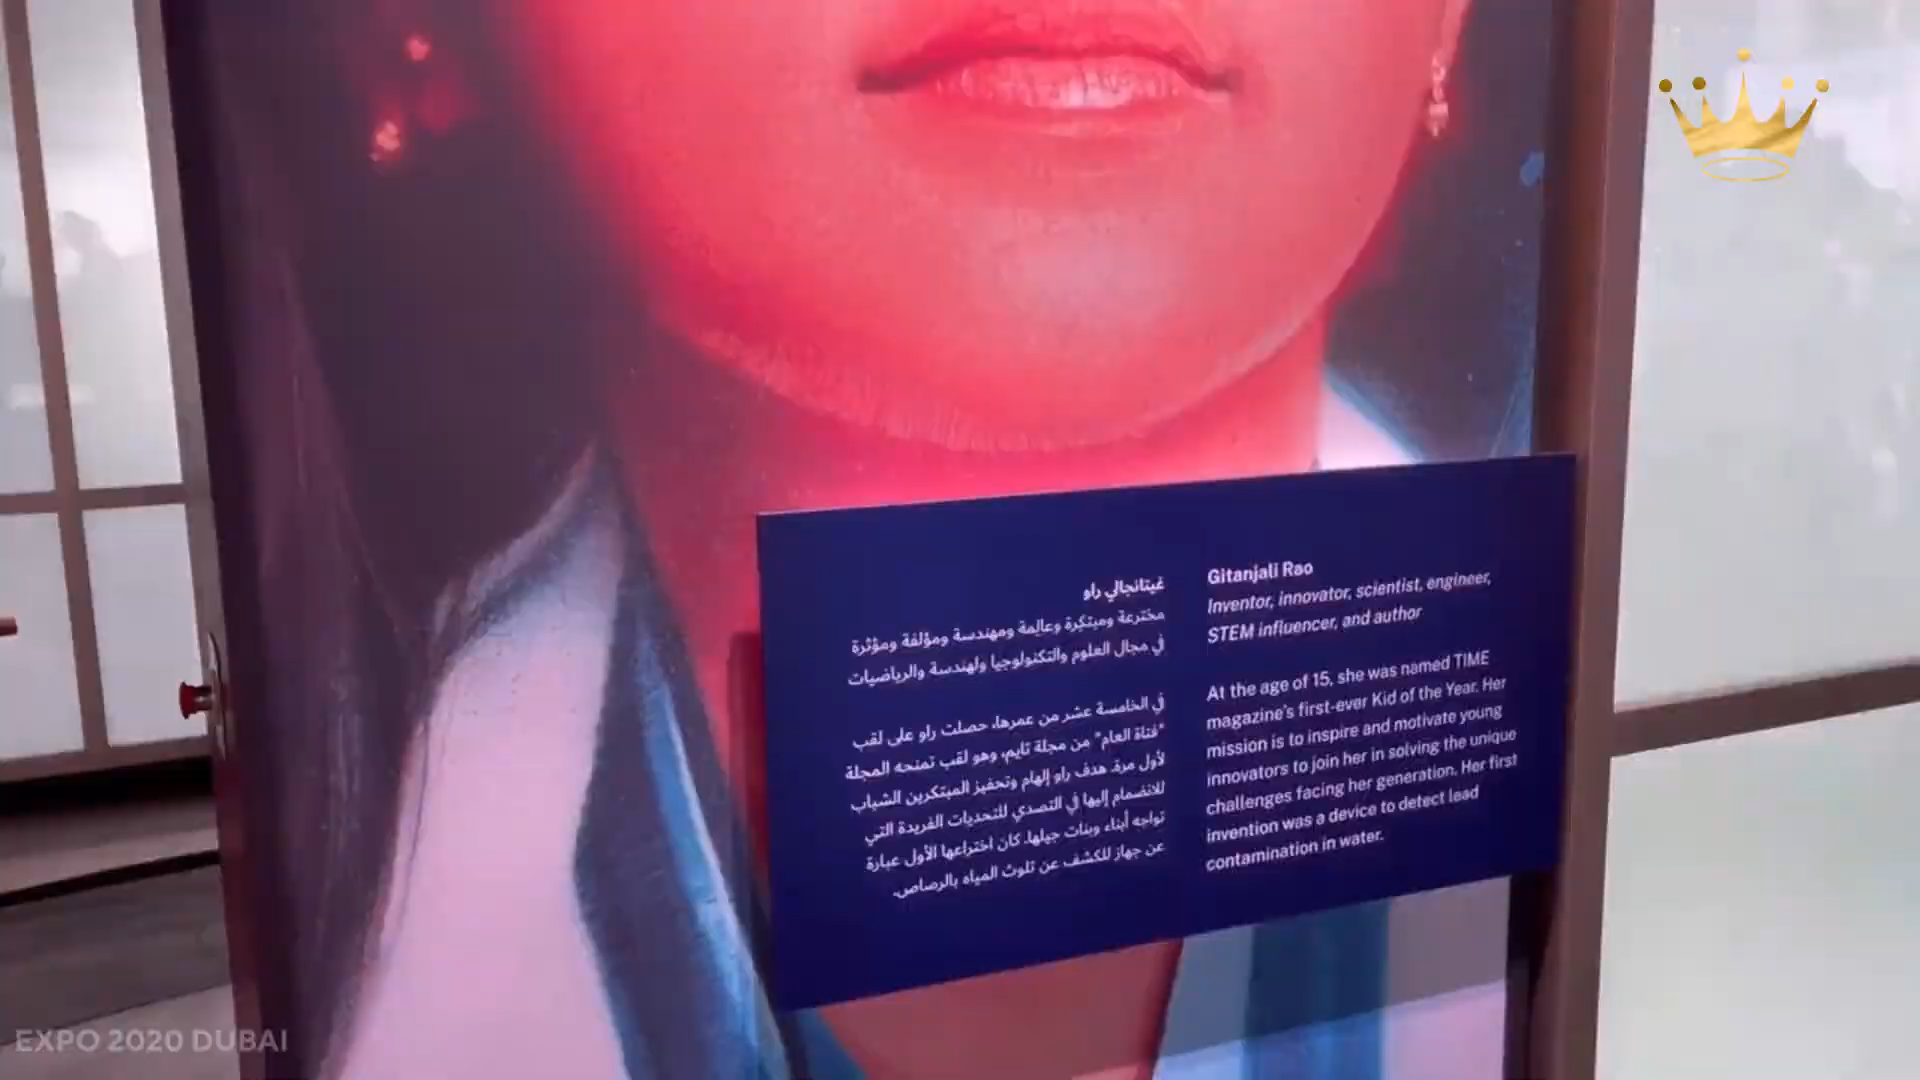 غيتانجالي راو
مخترعة ومبتكِرة وعالِمة ومهندسة ومؤلفة ومؤثرة
في مجال العلوم والتكنولوجيا ولهندسة والرياضيات
في الخامسة عشر من عمرها، حصلت راو على لقب
"فتاة العام" من مجلة تايم، وهو لقب تمنحه المجلة
لأول مرة. هدف راو إلهام وتحفيز المبتكرين الشباب
للانضمام إليها في التصدي للتحديات الفريدة التي
تواجه أبناء وبنات جيلها. كان اختراعها الأول عبارة
عن جهاز للكشف عن تلوث المياه بالرصاص.
Gitanjali Rao
Inventor, innovator, scientist, engineer,
STEM influencer, and author
At the age of 15, she was named TIME
magazine's first-ever Kid of the Year. Her
mission is to inspire and motivate young
innovators to join her in solving the unique
challenges facing her generation. Her first
invention was a device to detect lead
contamination in water.
EXPO 2020 DUBAI